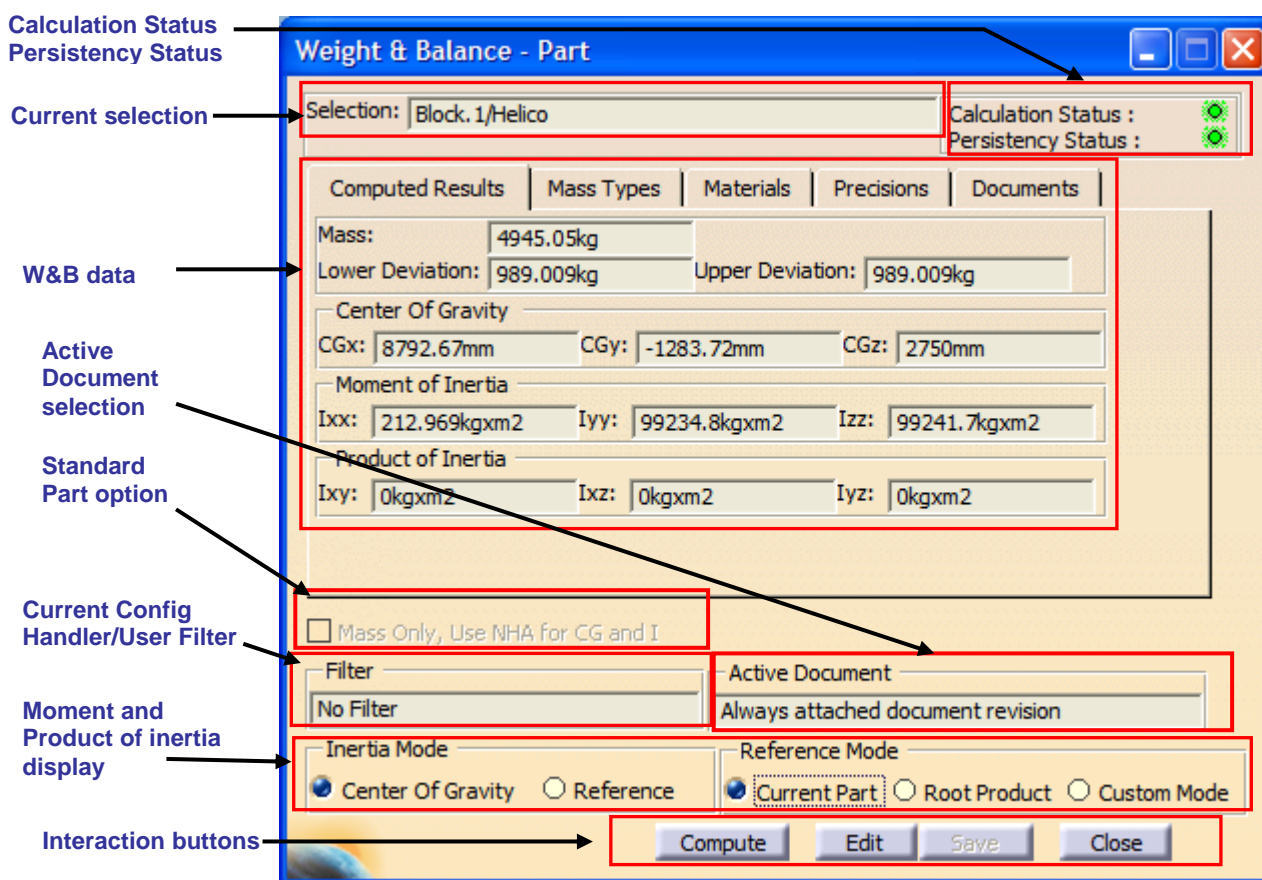 Calculation Status
Persistency Status
Current selection
W&B data
Active
Document
selection
Standard
Part option
Current Config
Handler/User Filter
Moment and
Product of inertia
display
Interaction buttons
Weight & Balance - Part
Selection: Block.1/Helico
Calculation Status :
Persistency Status :
Computed Results Mass Types Materials Precisions Documents
Mass: 4945.05kg
Lower Deviation: 989.009kg Upper Deviation: 989.009kg
Center Of Gravity
CGx: 8792.67mm CGy: -1283.72mm CGz: 2750mm
Moment of Inertia
Ixx: 212.969kgxm2 Iyy: 99234.8kgxm2 Izz: 99241.7kgxm2
Product of Inertia
Ixy: 0kgxm2 Ixz: 0kgxm2 Iyz: 0kgxm2
Mass Only, Use NHA for CG and I
Filter
No Filter
Active Document
Always attached document revision
Inertia Mode
Center Of Gravity Reference
Reference Mode
Current Part Root Product Custom Mode
Compute Edit Save Close